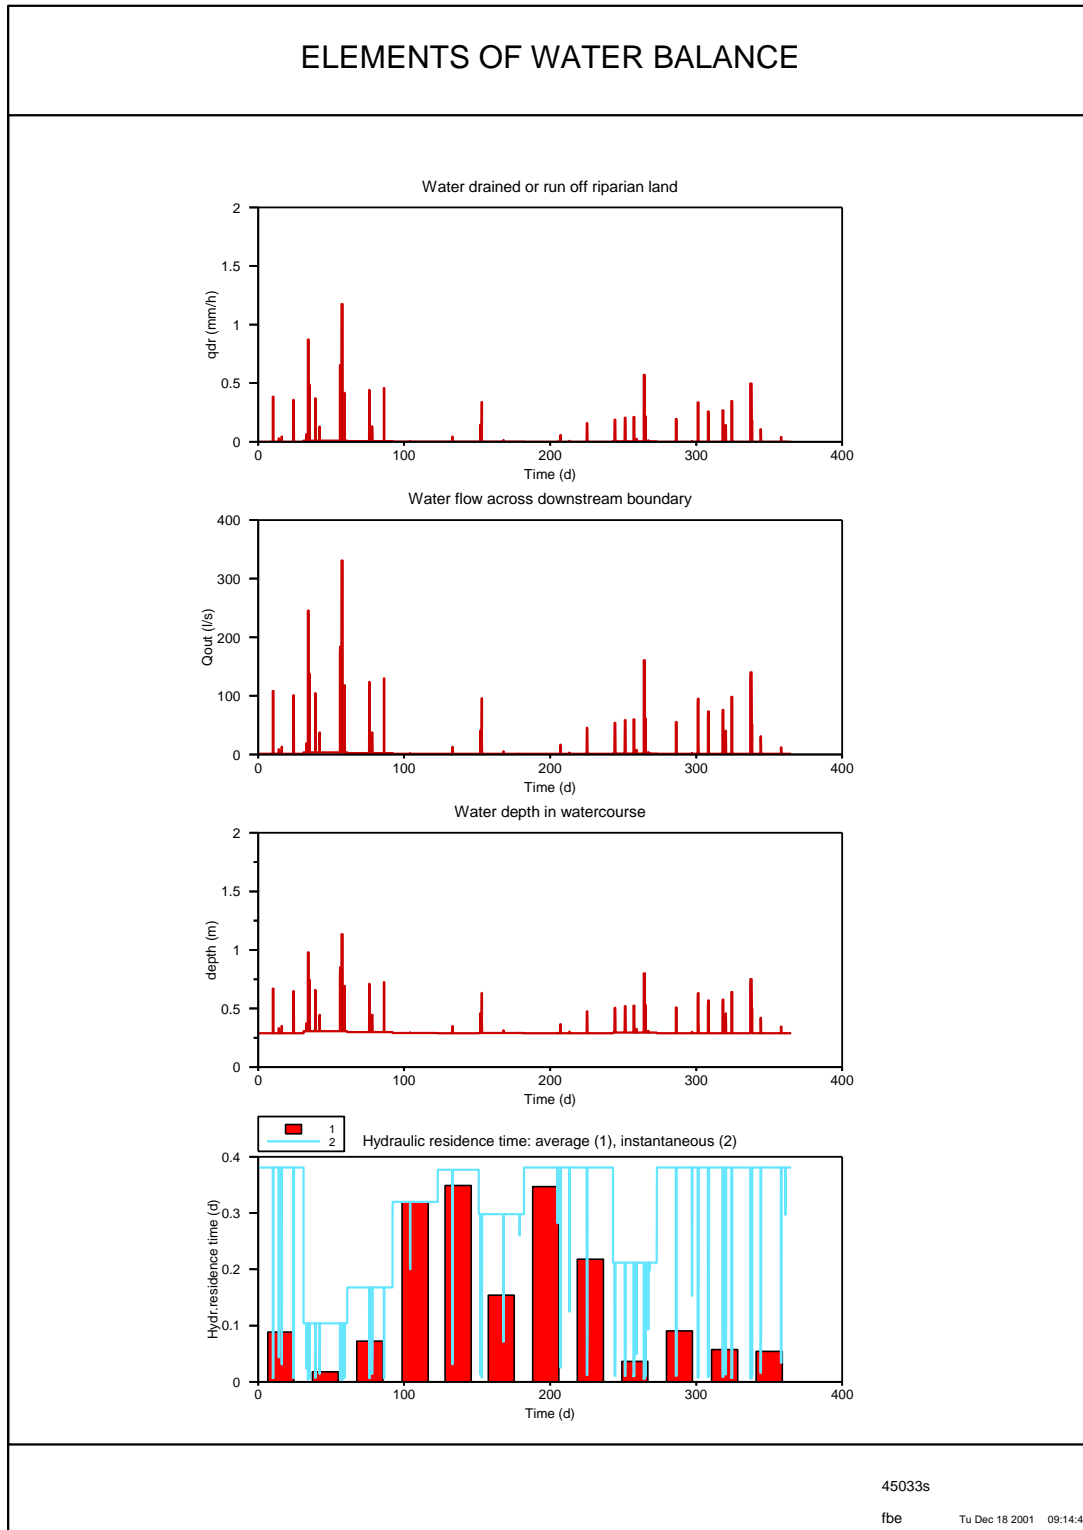 ELEMENTS OF WATER BALANCE
Water drained or run off riparian land
qdr (mm/h)
2
1.5
1
0.5
0
0 100 200 300 400
Time (d)
Water flow across downstream boundary
Qout (l/s)
400
300
200
100
0
0 100 200 300 400
Time (d)
Water depth in watercourse
depth (m)
2
1.5
1
0.5
0
0 100 200 300 400
Time (d)
1
2
Hydraulic residence time: average (1), instantaneous (2)
Hydr.residence time (d)
0.4
0.3
0.2
0.1
0
0 100 200 300 400
Time (d)
45033s
fbe Tu Dec 18 2001 09:14:4